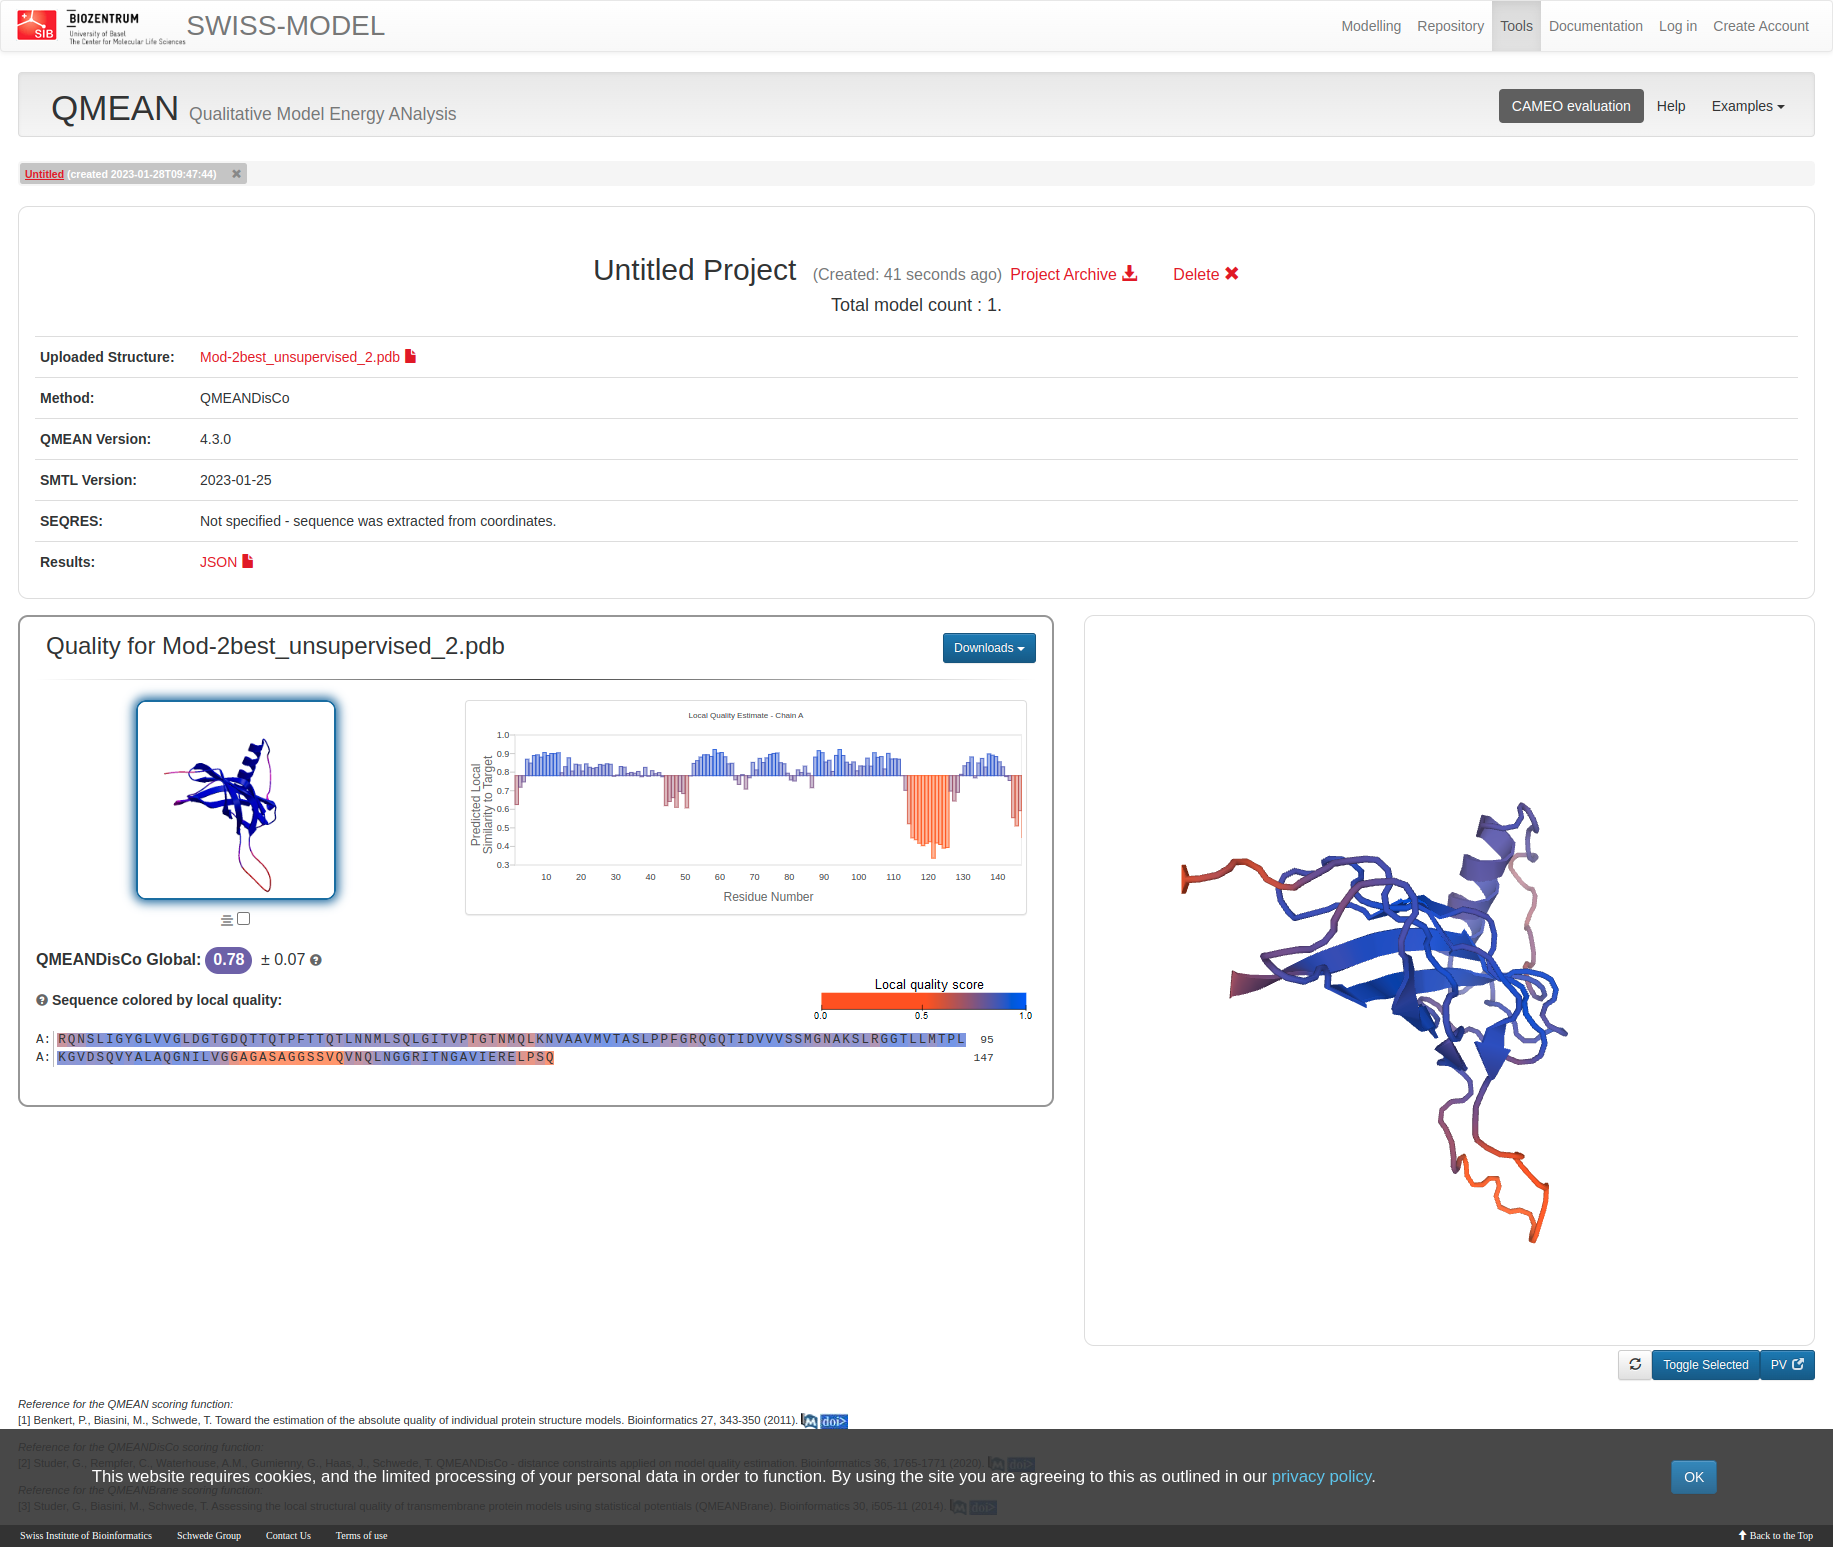 SIB
BIOZENTRUM
University of Basel
The Center for Molecular Life Sciences
SWISS-MODEL
Modelling
Repository
Tools
Documentation
Log in
Create Account
QMEAN Qualitative Model Energy ANalysis
CAMEO evaluation
Help
Examples
Untitled (created 2023-01-28T09:47:44)
Untitled Project (Created: 41 seconds ago) Project Archive Delete
Total model count : 1.
Uploaded Structure: Mod-2best_unsupervised_2.pdb
Method: QMEANDisCo
QMEAN Version: 4.3.0
SMTL Version: 2023-01-25
SEQRES: Not specified - sequence was extracted from coordinates.
Results: JSON
Quality for Mod-2best_unsupervised_2.pdb
Downloads
Local Quality Estimate - Chain A
Predicted Local
Similarity to Target
1.0
0.9
0.8
0.7
0.6
0.5
0.4
0.3
10 20 30 40 50 60 70 80 90 100 110 120 130 140
Residue Number
QMEANDisCo Global: 0.78 ± 0.07
Sequence colored by local quality:
Local quality score
0.0 0.5 1.0
A: RQNSLIGYGLVVGLDGTGDQTTQTPFTTQTLNNMLSQLGITVPTGTNMQLKNVAAVMVTASLPPFGRQGQTIDVVVSSMGNAKSLRGGTLLMTPL 95
A: KGVDSQVYALAQGNILVGGAGASAGGSSVQVNQLNGGRITNGAVIERELPSQ 147
Toggle Selected
PV
Reference for the QMEAN scoring function:
[1] Benkert, P., Biasini, M., Schwede, T. Toward the estimation of the absolute quality of individual protein structure models. Bioinformatics 27, 343-350 (2011). M doi>
Reference for the QMEANDisCo scoring function:
[2] Studer, G., Rempfer, C., Waterhouse, A.M., Gumienny, G., Haas, J., Schwede, T. QMEANDisCo - distance constraints applied on model quality estimation. Bioinformatics 36, 1765-1771 (2020). M doi>
This website requires cookies, and the limited processing of your personal data in order to function. By using the site you are agreeing to this as outlined in our privacy policy.
OK
Reference for the QMEANBrane scoring function:
[3] Studer, G., Biasini, M., Schwede, T. Assessing the local structural quality of transmembrane protein models using statistical potentials (QMEANBrane). Bioinformatics 30, i505-11 (2014). M doi>
Swiss Institute of Bioinformatics
Schwede Group
Contact Us
Terms of use
Back to the Top